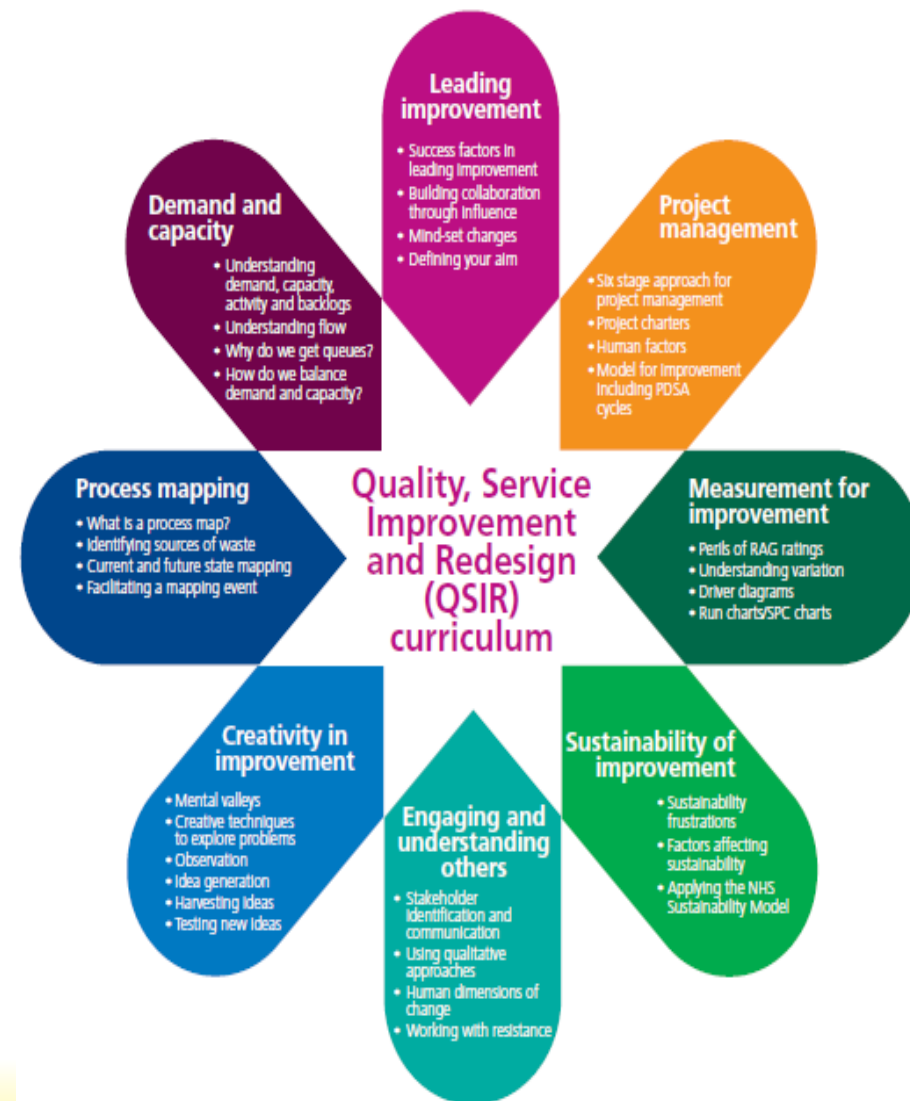 Leading
improvement
• Success factors in
leading improvement
• Building collaboration
through influence
• Mind-set changes
• Defining your aim
Project
management
• Six stage approach for
project management
• Project charters
• Human factors
• Model for improvement
including PDSA
cycles
Measurement for
improvement
• Perils of RAG ratings
• Understanding variation
• Driver diagrams
• Run charts/SPC charts
Sustainability of
improvement
• Sustainability
frustrations
• Factors affecting
sustainability
• Applying the NHS
Sustainability Model
Engaging and
understanding
others
• Stakeholder
identification and
communication
• Using qualitative
approaches
• Human dimensions of
change
• Working with resistance
Creativity in
improvement
• Mental valleys
• Creative techniques
to explore problems
• Observation
• Idea generation
• Harvesting ideas
• Testing new ideas
Process mapping
• What is a process map?
• Identifying sources of waste
• Current and future state mapping
• Facilitating a mapping event
Demand and
capacity
• Understanding
demand, capacity,
activity and backlogs
• Understanding flow
• Why do we get queues?
• How do we balance
demand and capacity?
Quality, Service
Improvement
and Redesign
(QSIR)
curriculum